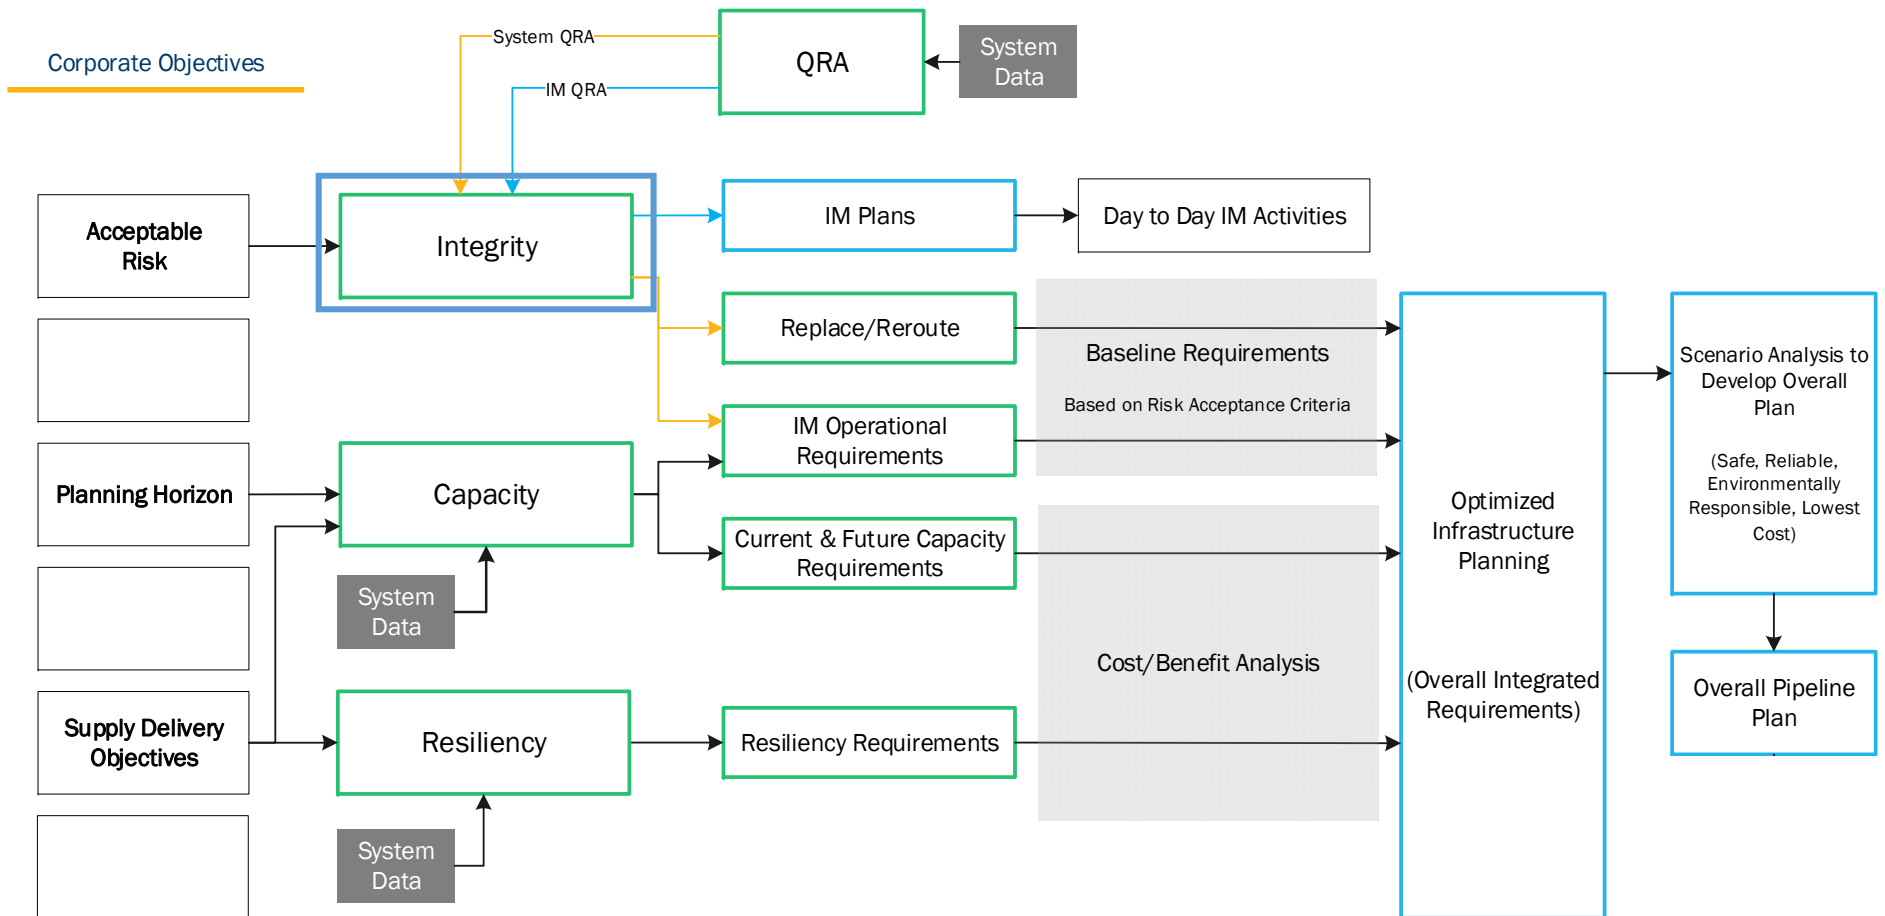 Corporate Objectives
System QRA
IM QRA
QRA
System
Data
Acceptable
Risk
Integrity
IM Plans
Day to Day IM Activities
Replace/Reroute
Baseline Requirements
Based on Risk Acceptance Criteria
IM Operational
Requirements
Planning Horizon
Capacity
Current & Future Capacity
Requirements
System
Data
Cost/Benefit Analysis
Supply Delivery
Objectives
Resiliency
Resiliency Requirements
System
Data
Optimized
Infrastructure
Planning
(Overall Integrated
Requirements)
Scenario Analysis to
Develop Overall
Plan
(Safe, Reliable,
Environmentally
Responsible, Lowest
Cost)
Overall Pipeline
Plan